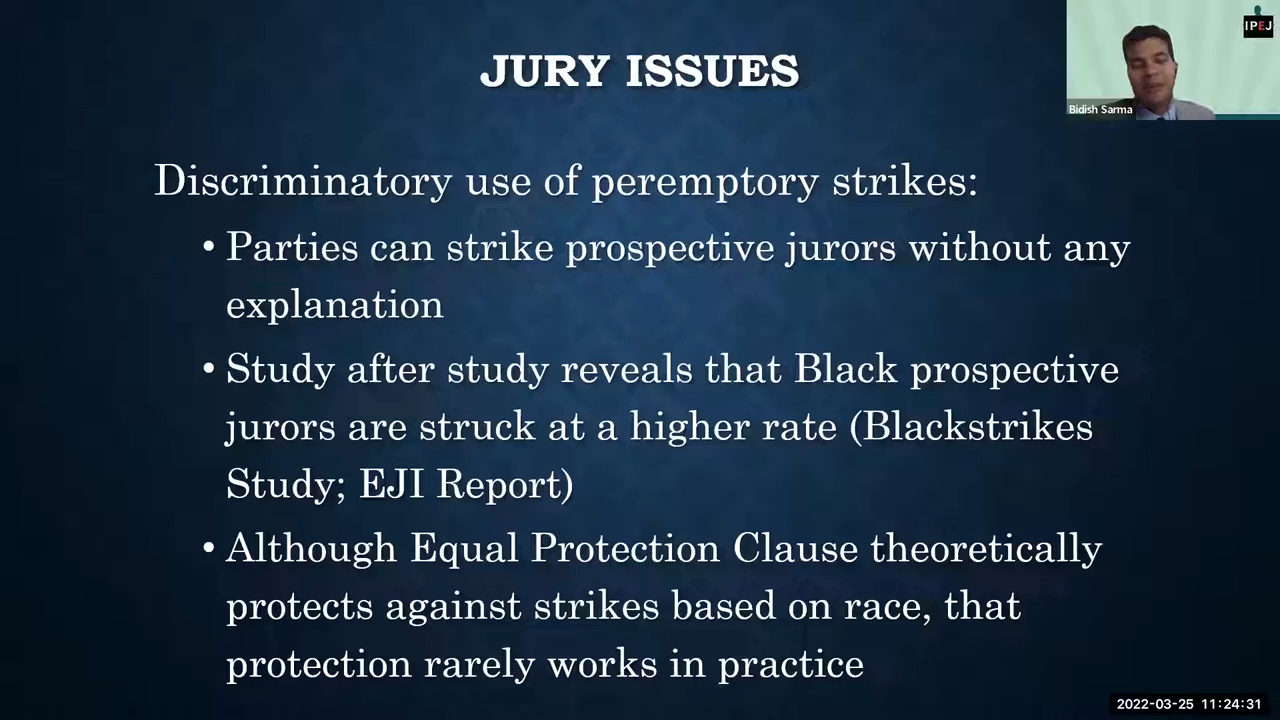 JURY ISSUES
IPEJ
Bidish Sarma
Discriminatory use of peremptory strikes:
• Parties can strike prospective jurors without any
explanation
• Study after study reveals that Black prospective
jurors are struck at a higher rate (Blackstrikes
Study; EJI Report)
• Although Equal Protection Clause theoretically
protects against strikes based on race, that
protection rarely works in practice
2022-03-25 11:24:31